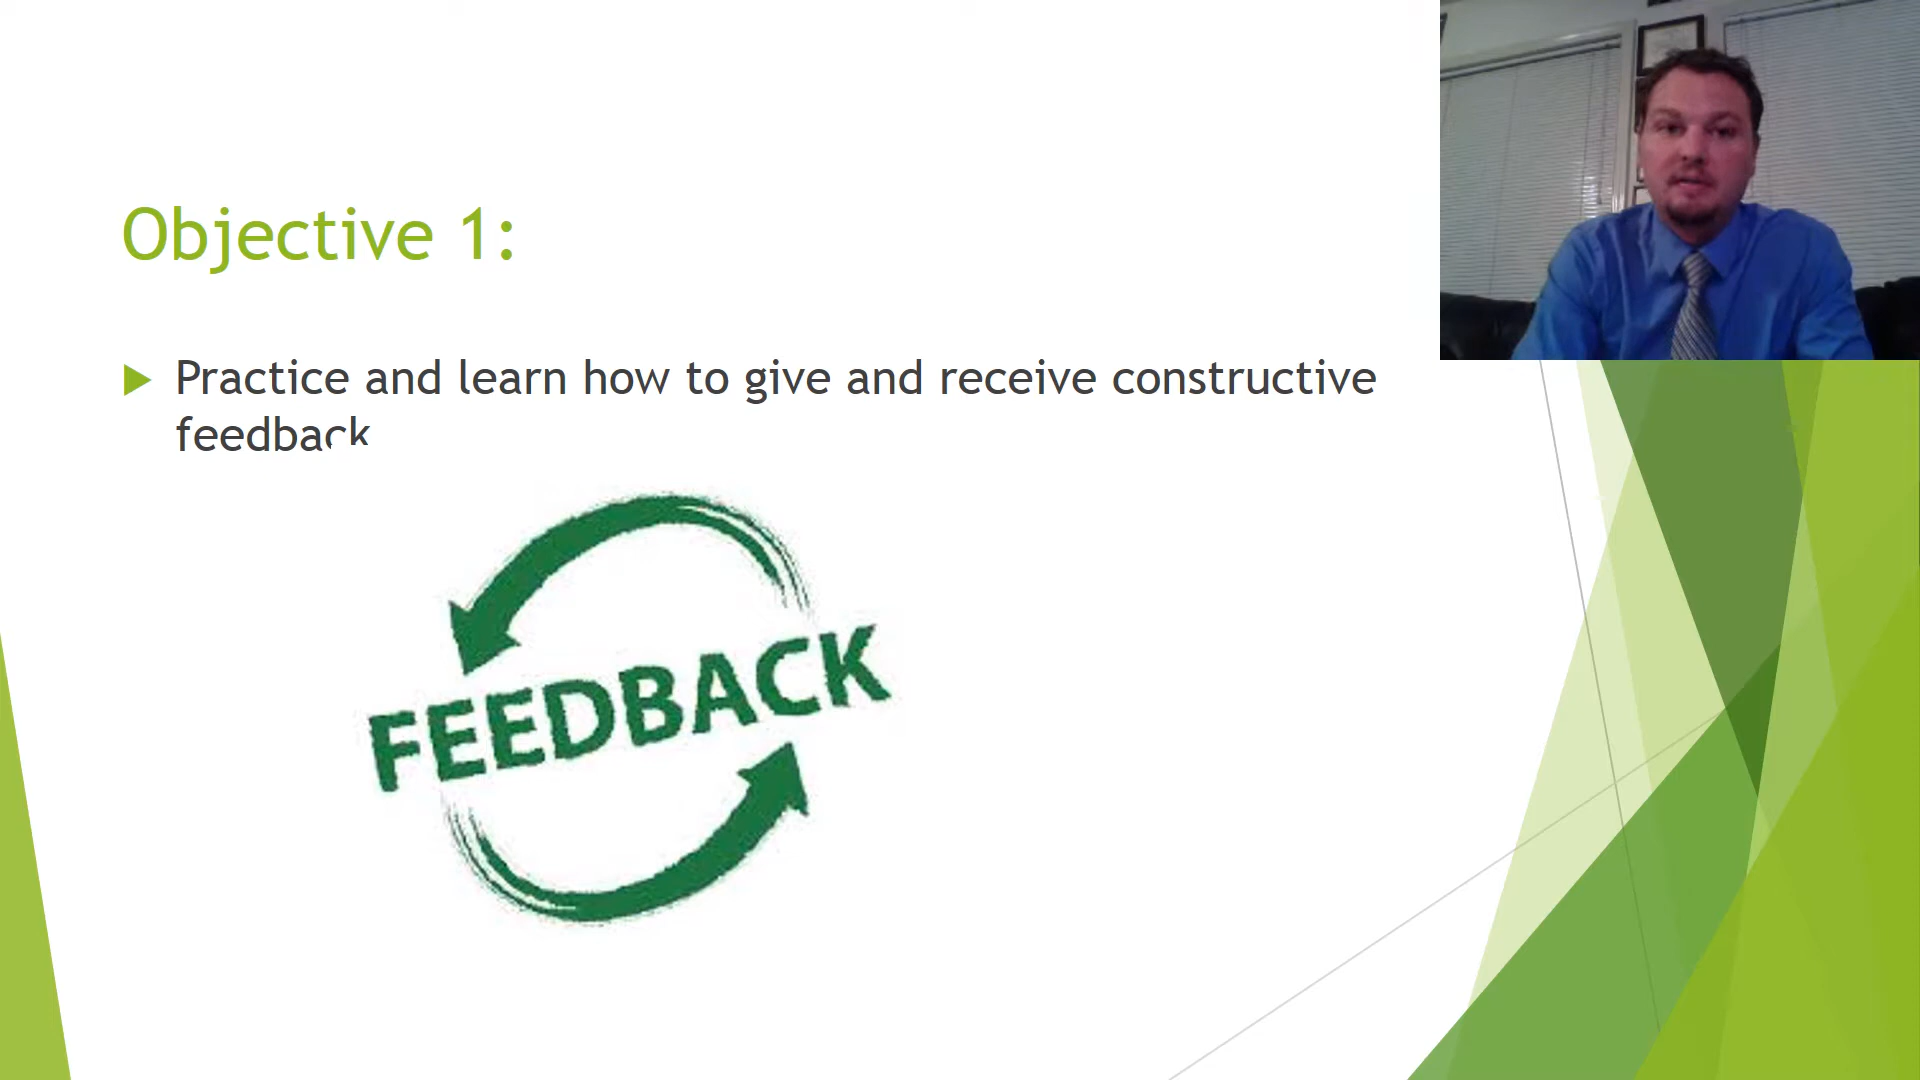 Objective 1:
Practice and learn how to give and receive constructive
feedback
FEEDBACK